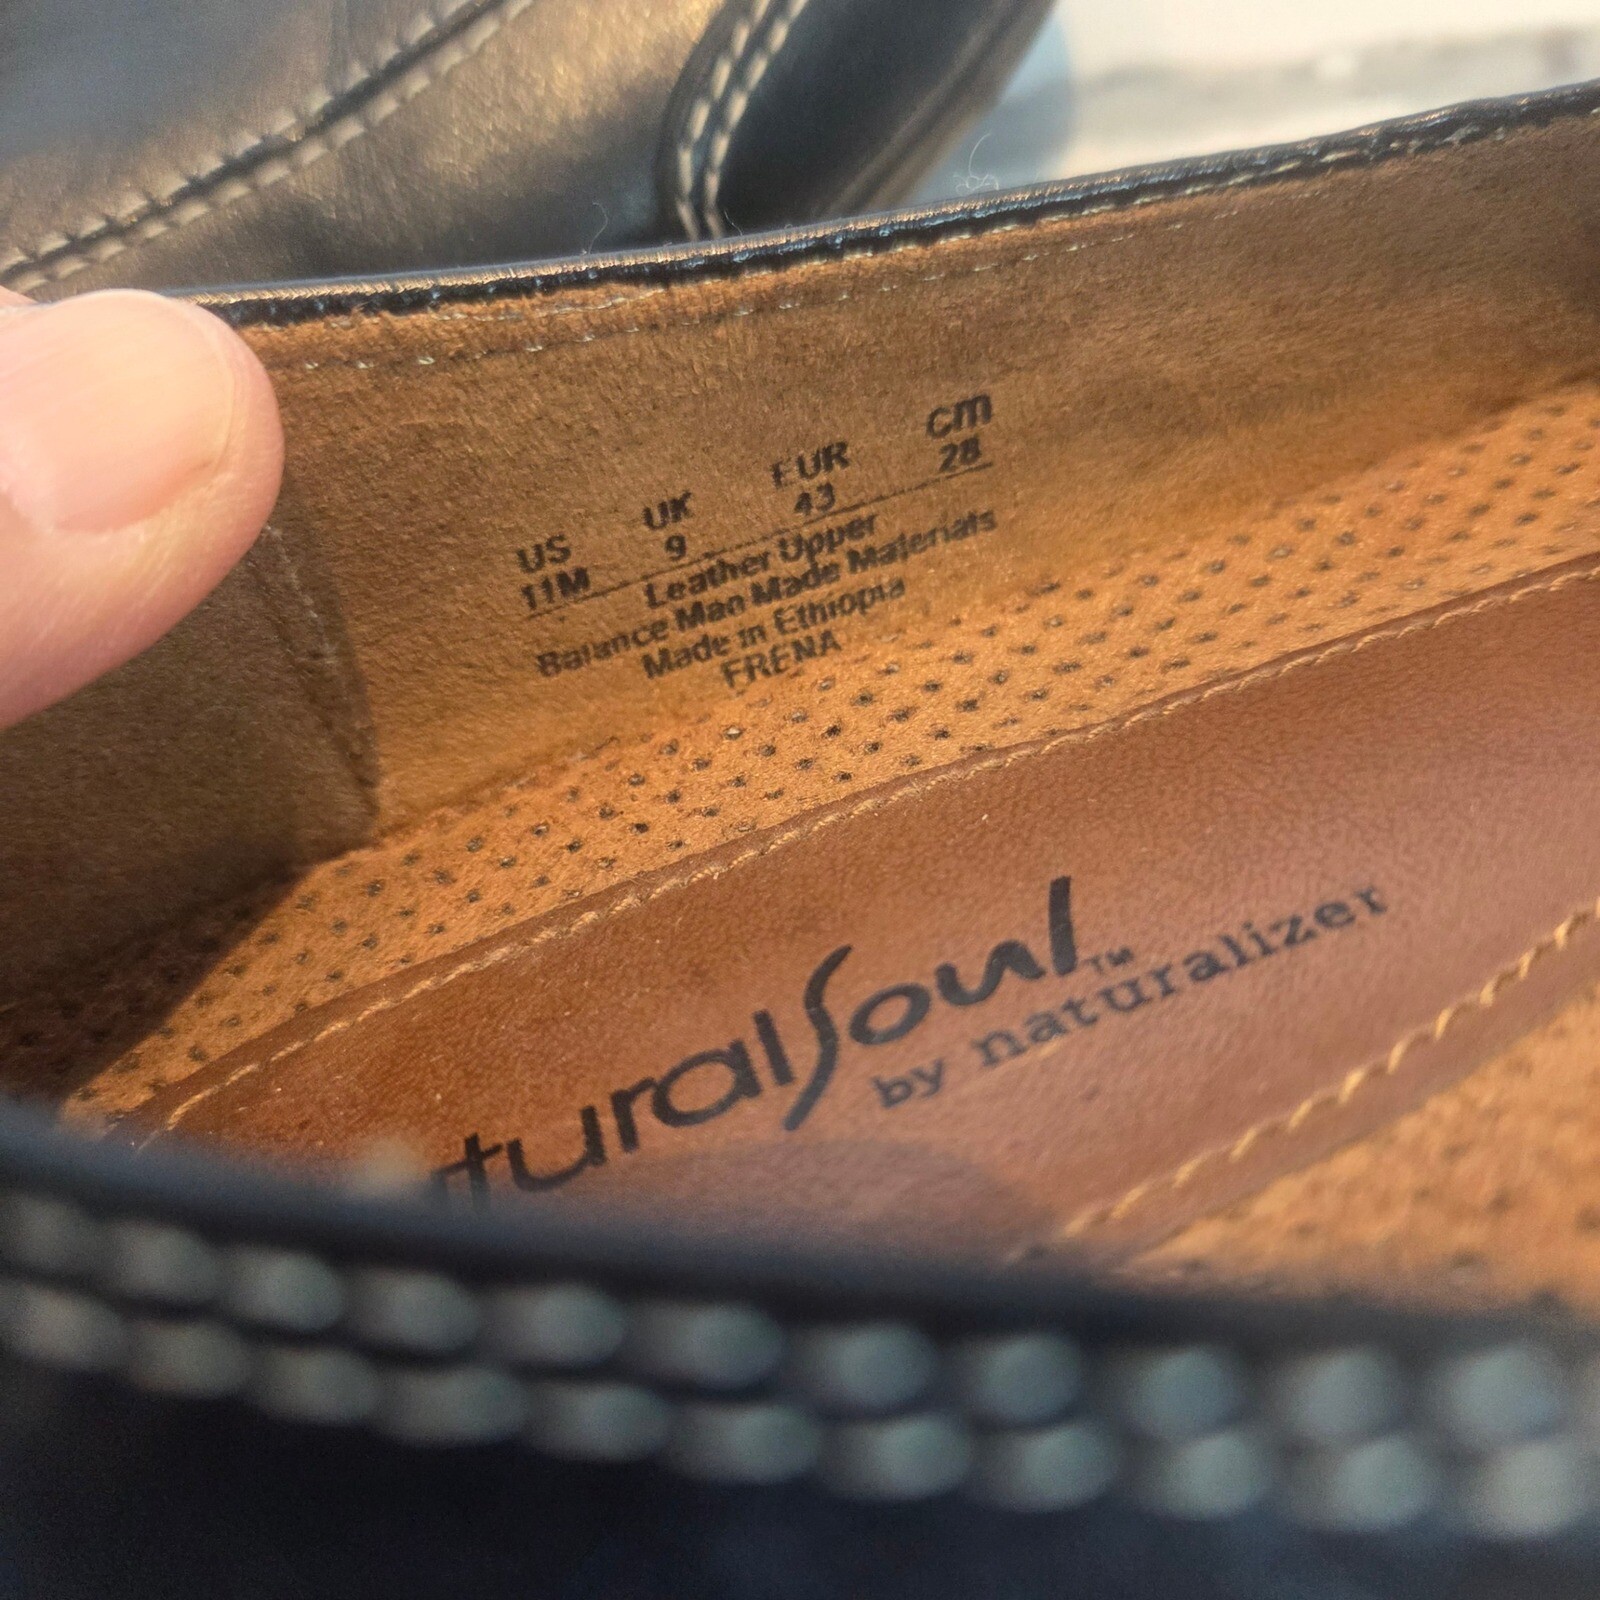 US UK EUR cm
11M 9 43 28
Leather Upper
Balance Man Made Materials
Made in Ethiopia
FRENA
turalSoul™
by naturalizer